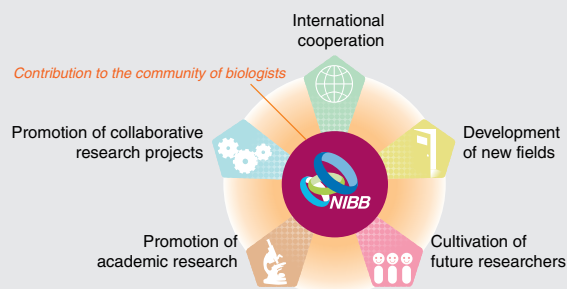 International
cooperation
Contribution to the community of biologists
Promotion of collaborative
research projects
Development
of new fields
NIBB
Promotion of
academic research
Cultivation of
future researchers